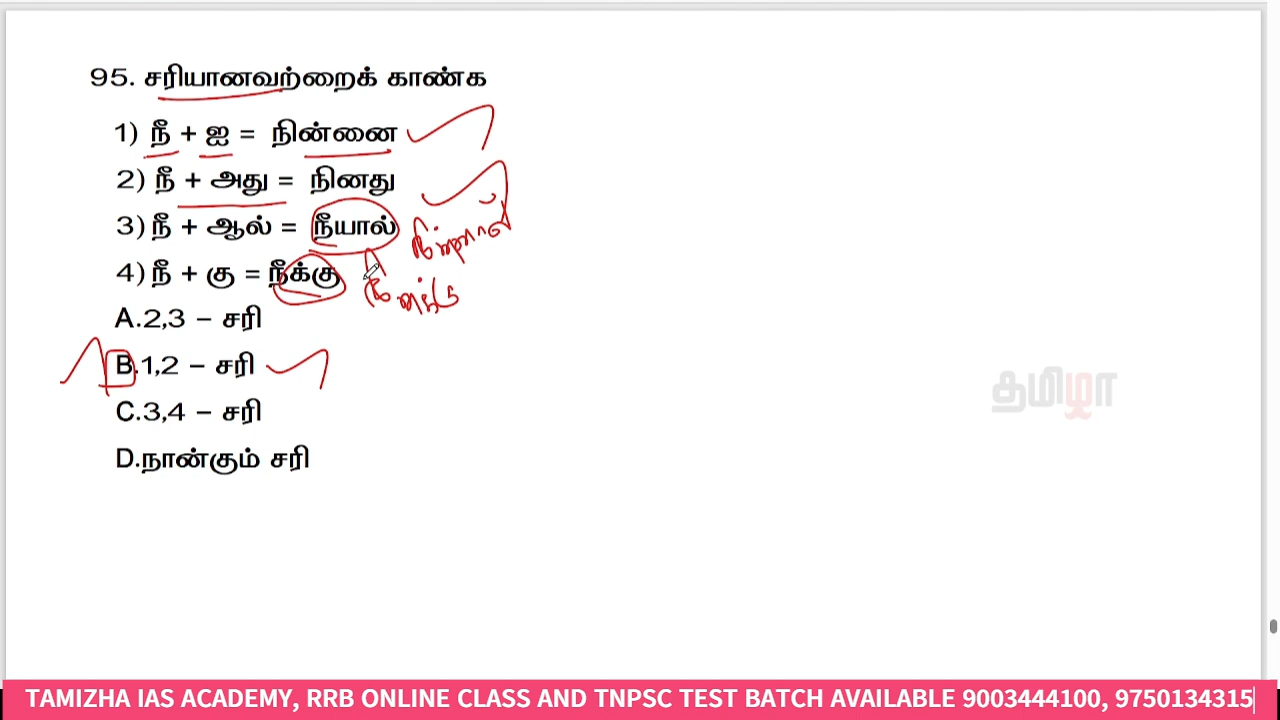 95. சரியானவற்றைக் காண்க
1) நீ + ஐ = நின்னை
2) நீ + அது = நினது
3) நீ + ஆல் = நீயால்
நின்னால்
4) நீ + கு = நீக்கு
நினக்கு
A.2,3 – சரி
B.1,2 – சரி
C.3,4 – சரி
D.நான்கும் சரி
தமிழா
TAMIZHA IAS ACADEMY, RRB ONLINE CLASS AND TNPSC TEST BATCH AVAILABLE 9003444100, 9750134315